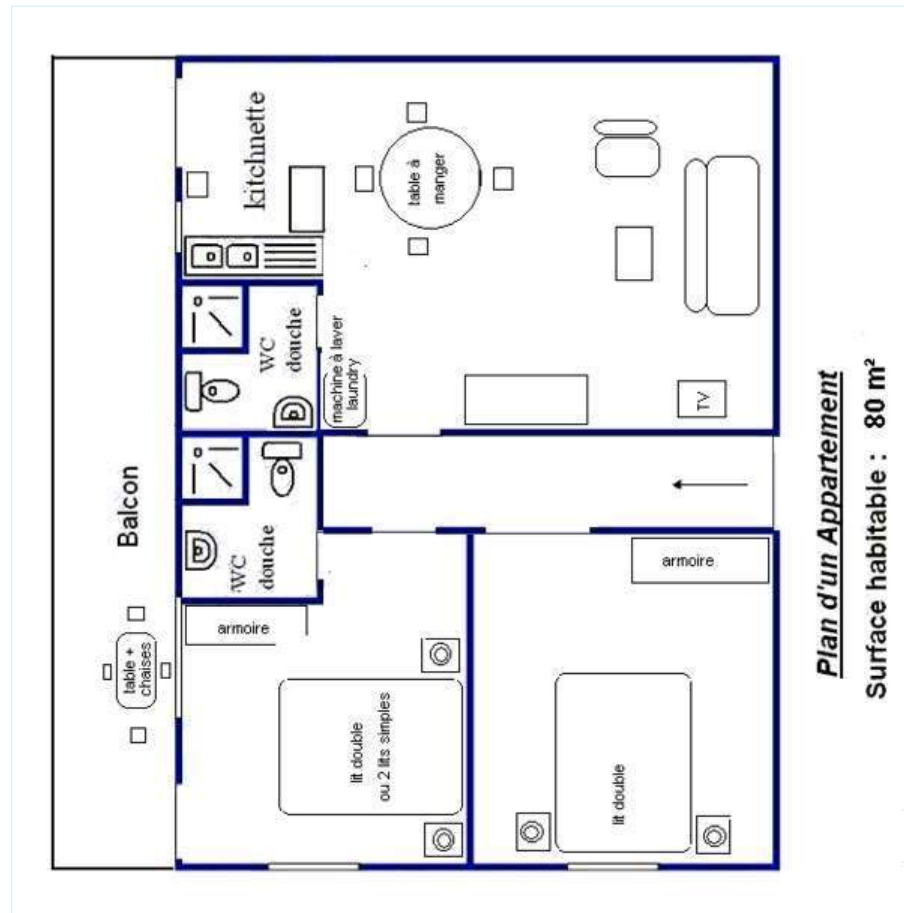 kitchnette
table à
manger
WC
douche
machine à laver
laundry
TV
Balcon
WC
douche
armoire
armoire
table +
chaises
lit double
ou 2 lits simples
lit double
Plan d'un Appartement
Surface habitable : 80 m²